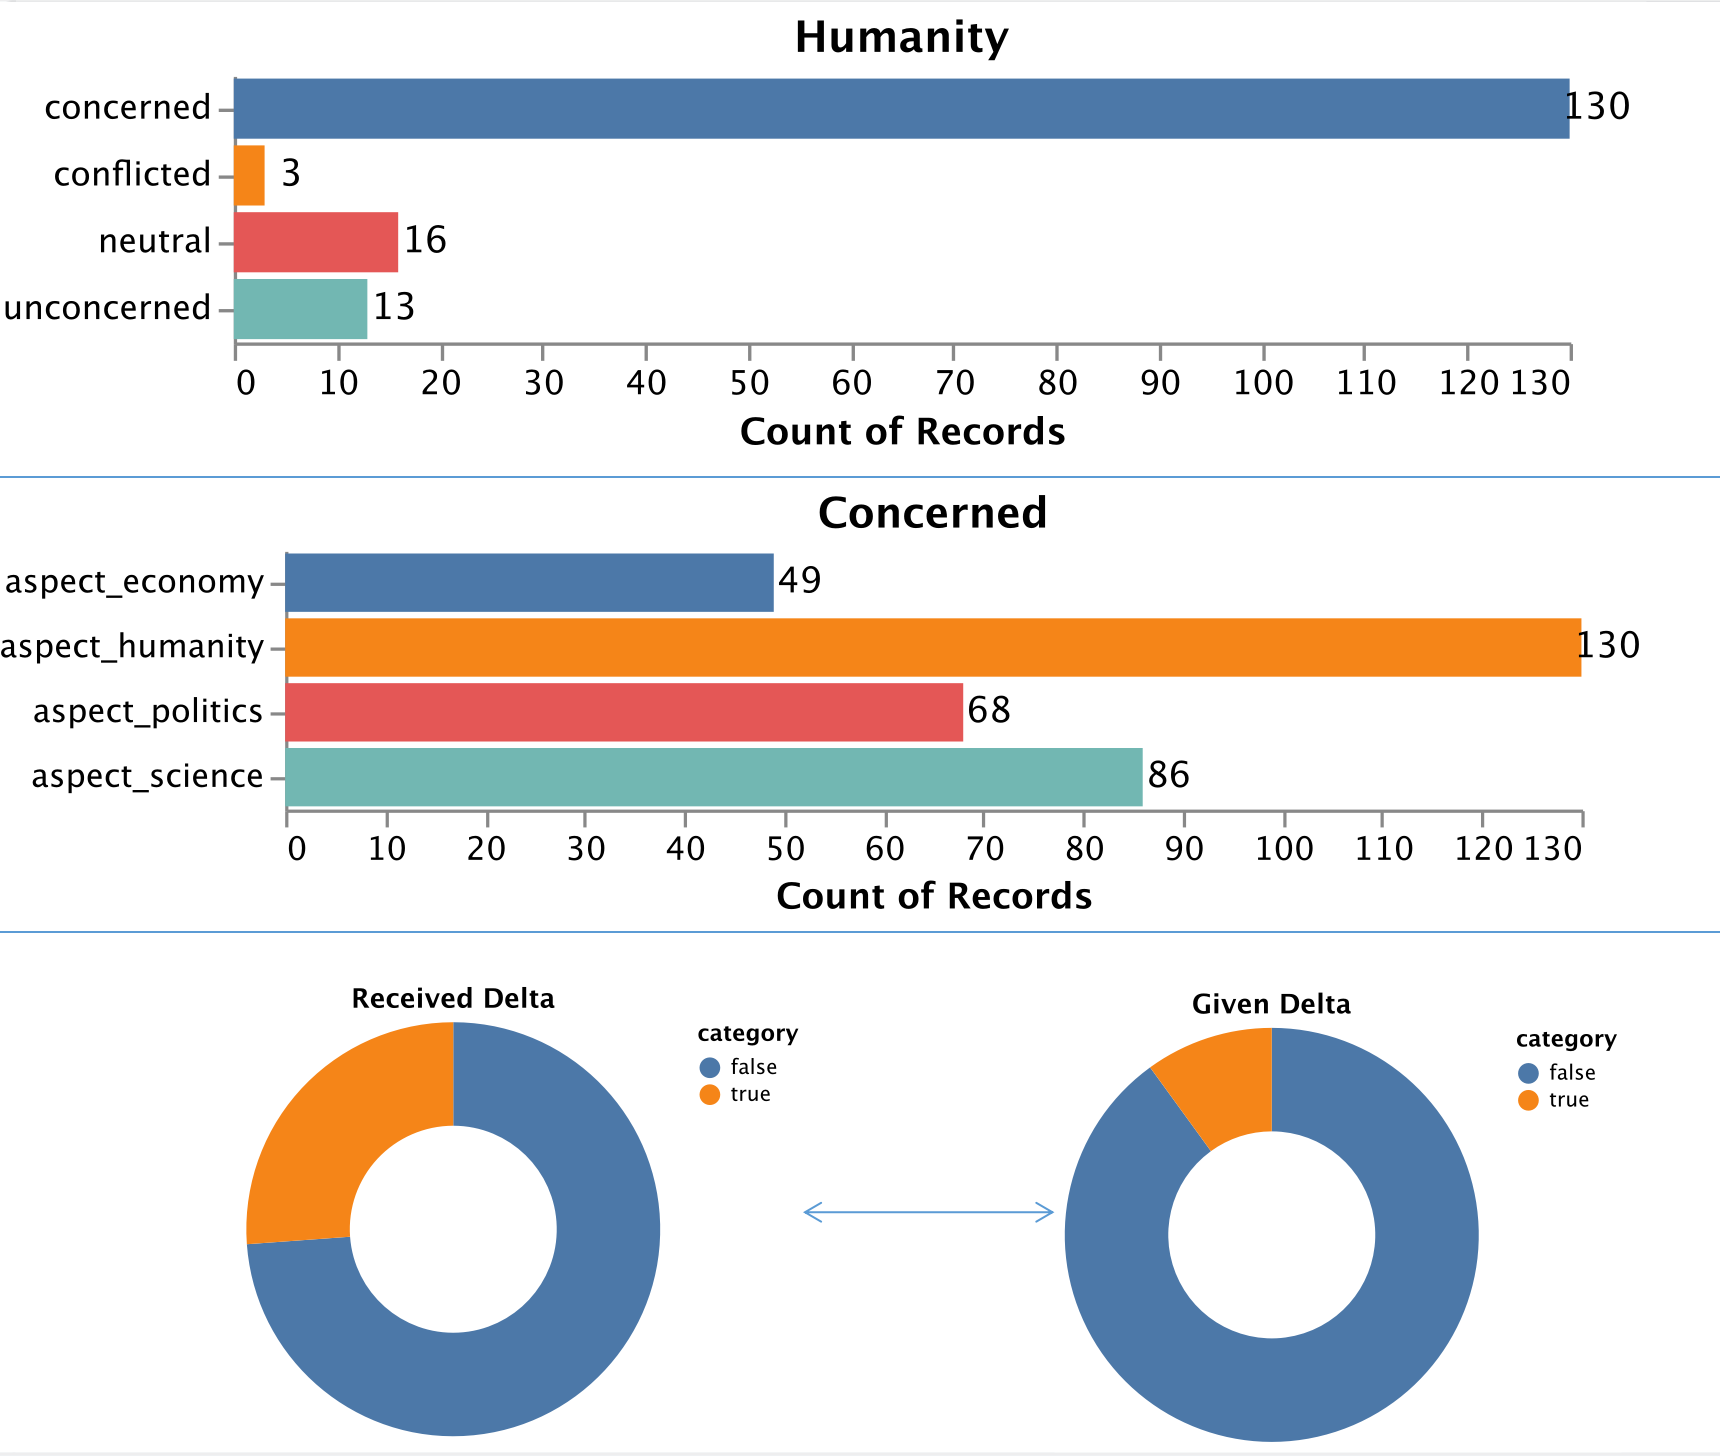 Humanity
concerned 130
conflicted 3
neutral 16
unconcerned 13
0 10 20 30 40 50 60 70 80 90 100 110 120 130
Count of Records
Concerned
aspect_economy 49
aspect_humanity 130
aspect_politics 68
aspect_science 86
0 10 20 30 40 50 60 70 80 90 100 110 120 130
Count of Records
Received Delta
category
false
true
Given Delta
category
false
true